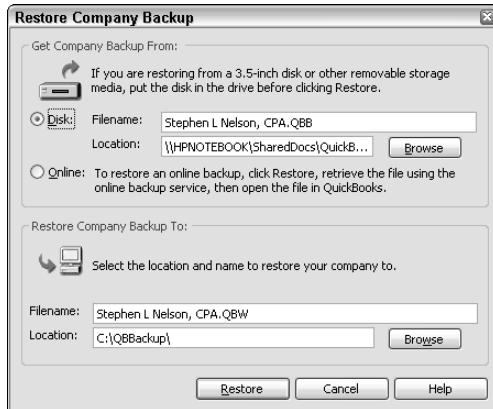 Restore Company Backup
Get Company Backup From:
If you are restoring from a 3.5-inch disk or other removable storage
media, put the disk in the drive before clicking Restore.
Disk:
Filename:
Stephen L Nelson, CPA.QBB
Location:
\\HPNOTEBOOK\SharedDocs\QuickB...
Browse
Online:
To restore an online backup, click Restore, retrieve the file using the
online backup service, then open the file in QuickBooks.
Restore Company Backup To:
Select the location and name to restore your company to.
Filename:
Stephen L Nelson, CPA.QBW
Location:
C:\QBBackup\
Browse
Restore
Cancel
Help